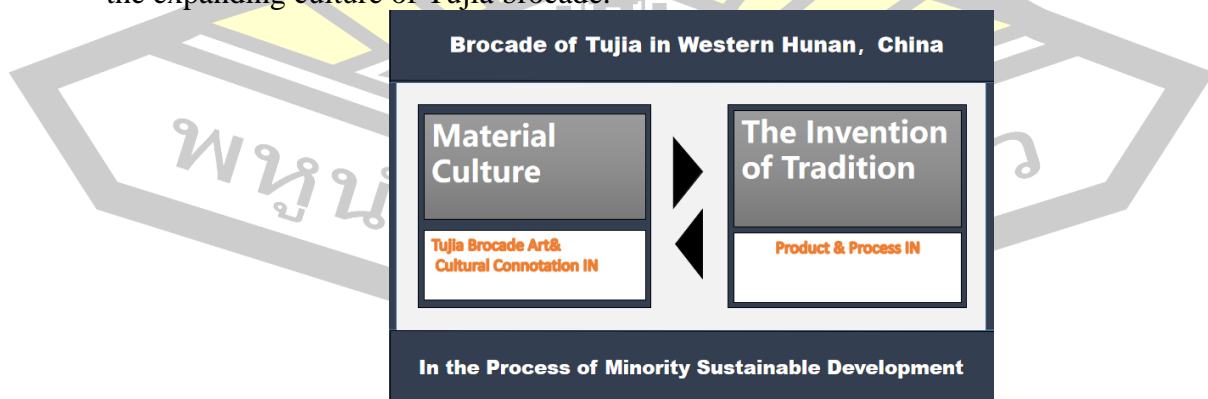 the expanding culture of Tujia brocade.
Brocade of Tujia in Western Hunan, China
Material
Culture
The Invention
of Tradition
Tujia Brocade Art&
Cultural Connotation IN
Product & Process IN
In the Process of Minority Sustainable Development